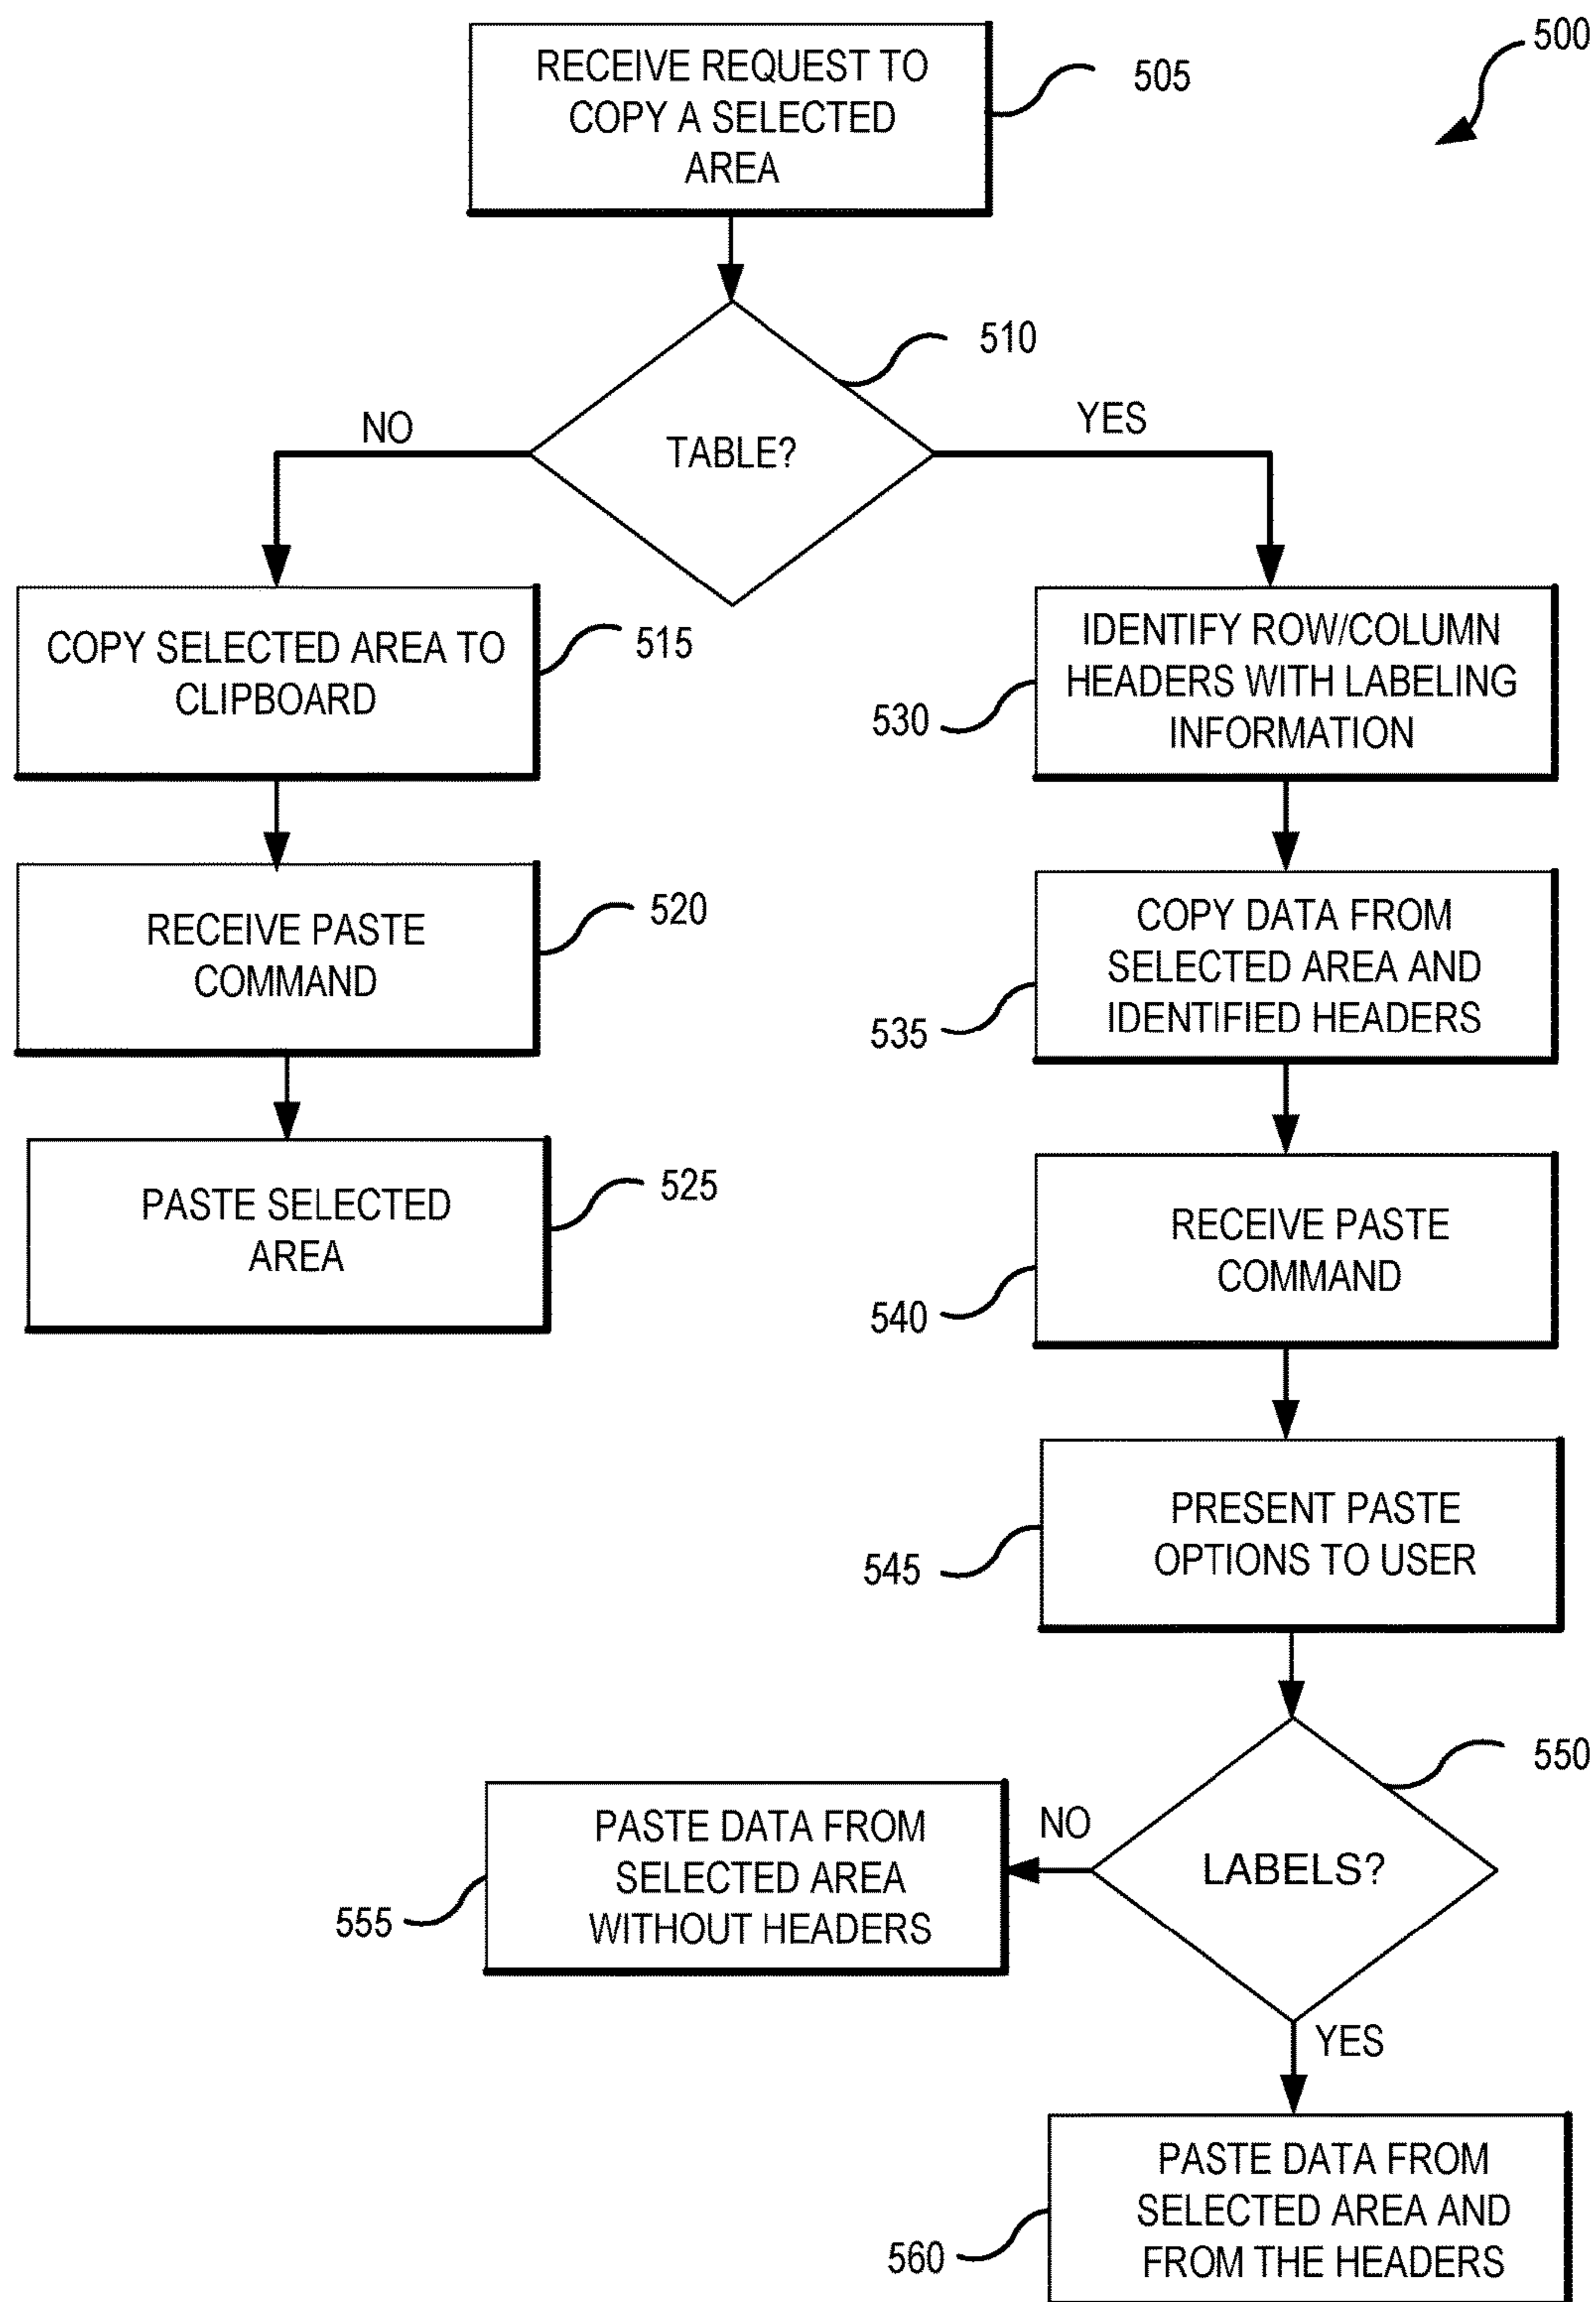 500
RECEIVE REQUEST TO
COPY A SELECTED
AREA
505
510
TABLE?
NO
YES
COPY SELECTED AREA TO
CLIPBOARD
515
IDENTIFY ROW/COLUMN
HEADERS WITH LABELING
INFORMATION
530
RECEIVE PASTE
COMMAND
520
COPY DATA FROM
SELECTED AREA AND
IDENTIFIED HEADERS
535
PASTE SELECTED
AREA
525
RECEIVE PASTE
COMMAND
540
PRESENT PASTE
OPTIONS TO USER
545
550
LABELS?
NO
PASTE DATA FROM
SELECTED AREA
WITHOUT HEADERS
555
YES
PASTE DATA FROM
SELECTED AREA AND
FROM THE HEADERS
560